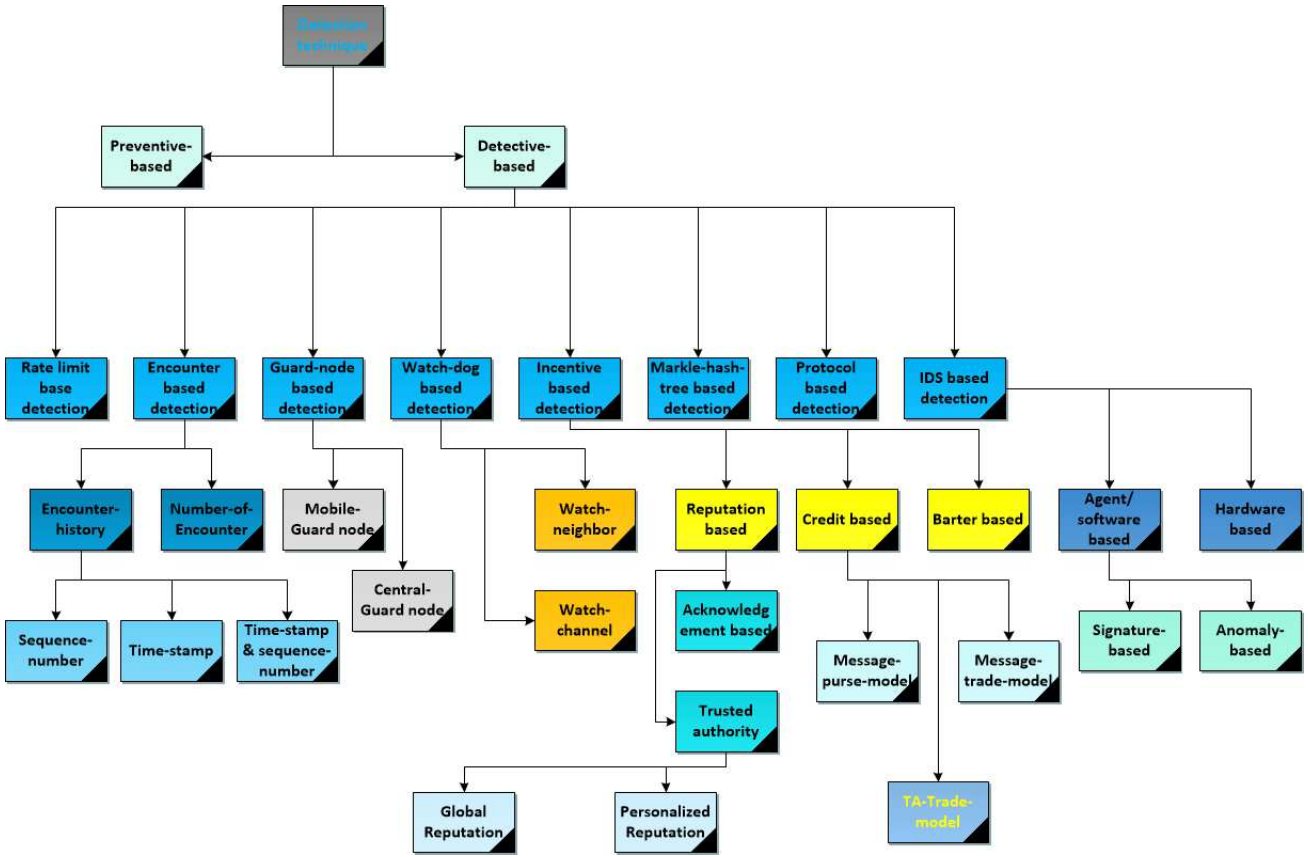 Detection
technique
Preventive-
based
Detective-
based
Rate limit
base
detection
Encounter
based
detection
Guard-node
based
detection
Watch-dog
based
detection
Incentive
based
detection
Markle-hash-
tree based
detection
Protocol
based
detection
IDS based
detection
Encounter-
history
Number-of-
Encounter
Mobile-
Guard node
Watch-
neighbor
Reputation
based
Credit based
Barter based
Agent/
software
based
Hardware
based
Central-
Guard node
Sequence-
number
Time-stamp
Time-stamp
& sequence-
number
Watch-
channel
Acknowledg
ement based
Message-
purse-model
Message-
trade-model
Signature-
based
Anomaly-
based
Trusted
authority
Global
Reputation
Personalized
Reputation
TA-Trade-
model